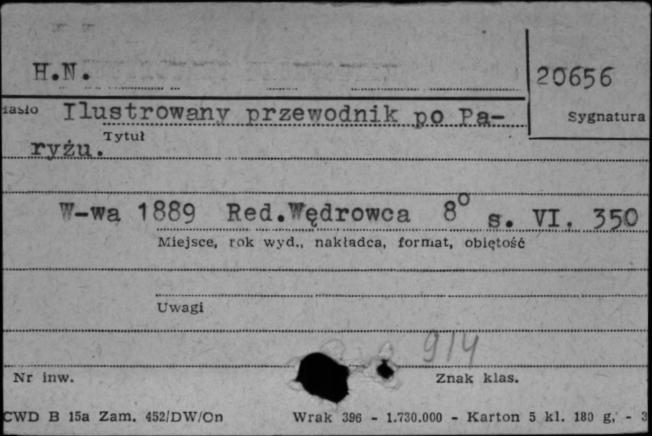 H.N.
20656
Hasło Ilustrowany przewodnik po Pa-
Sygnatura
Tytuł
ryżu.
W-wa 1889 Red.Wędrowca 8° s. VI, 350
Miejsce, rok wyd., nakładca, format, objętość
Uwagi
914
Nr inw.
Znak klas.
CWD B 15a Zam. 452/DW/Cn Wrak 396 - 1.730.000 - Karton 5 kl. 180 g, - 3